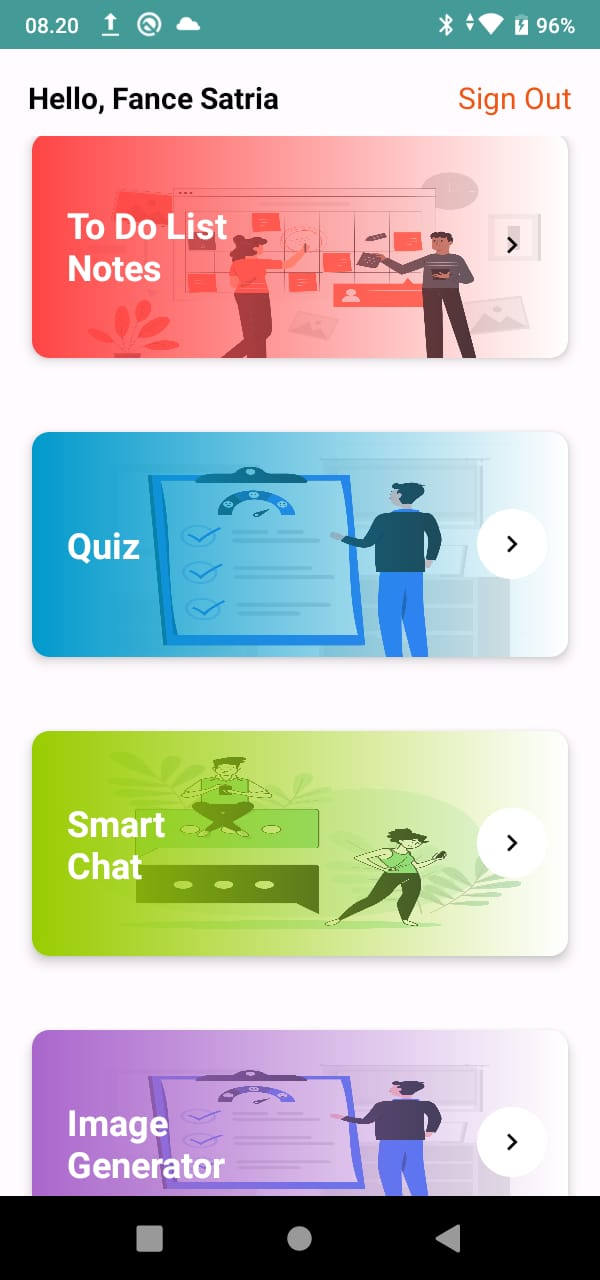 08.20 96%
Hello, Fance Satria Sign Out
To Do List
Notes
Quiz
Smart
Chat
Image
Generator